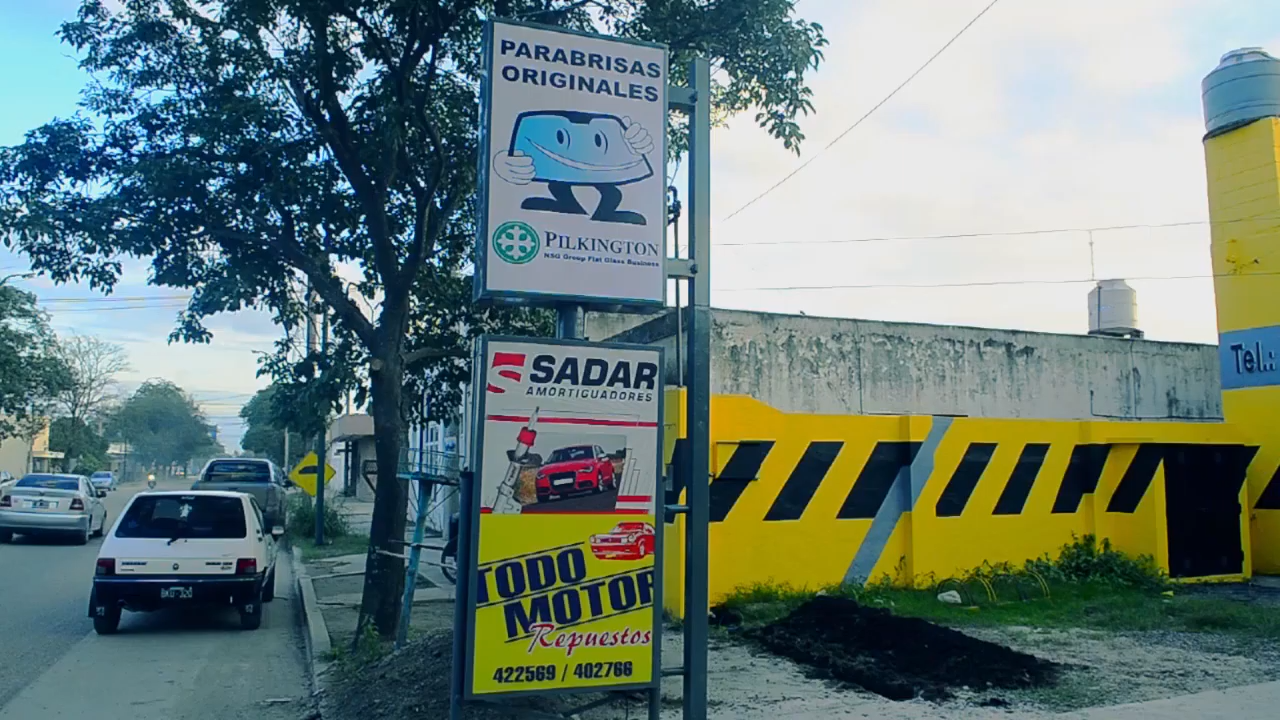 PARABRISAS
ORIGINALES
PILKINGTON
NSG Group Flat Glass Business
SADAR
AMORTIGUADORES
TODO
MOTOR
Repuestos
422569 / 402766
Tel.: